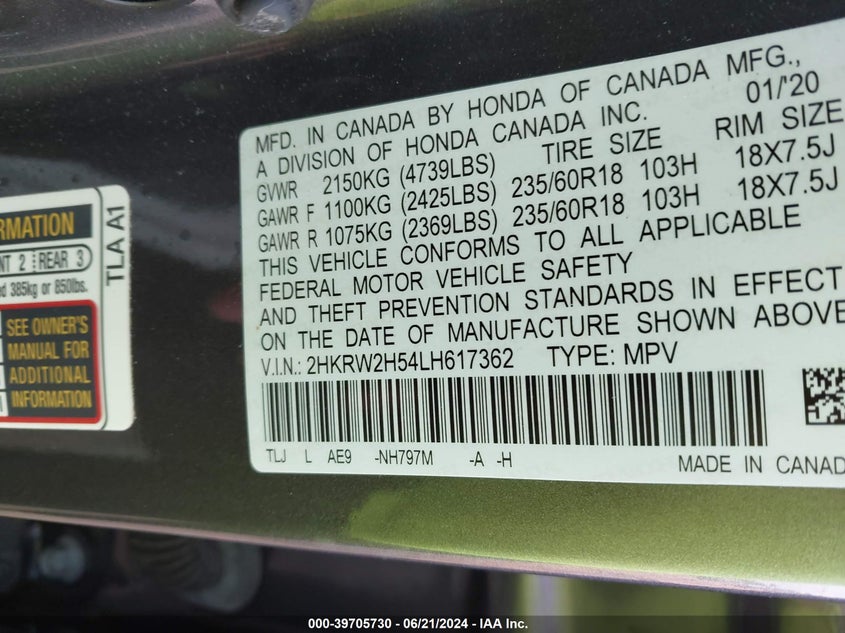 MFD. IN CANADA BY HONDA OF CANADA MFG.,
A DIVISION OF HONDA CANADA INC. 01/'20
GVWR 2150KG (4739LBS) TIRE SIZE RIM SIZE
GAWR F 1100KG (2425LBS) 235/60R18 103H 18X7.5J
GAWR R 1075KG (2369LBS) 235/60R18 103H 18X7.5J
THIS VEHICLE CONFORMS TO ALL APPLICABLE
FEDERAL MOTOR VEHICLE SAFETY
AND THEFT PREVENTION STANDARDS IN EFFECT
ON THE DATE OF MANUFACTURE SHOWN ABOVE
V.I.N.: 2HKRW2H54LH617362 TYPE: MPV
TLJ L AE9 -NH797M -A -H
MADE IN CANAD
RMATION
NT 2 REAR 3
ed 385kg or 850lbs.
SEE OWNER'S
MANUAL FOR
ADDITIONAL
INFORMATION
TLA A1
000-39705730 - 06/21/2024 - IAA Inc.